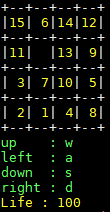 +--+--+--+--+
|15| 6|14|12|
+--+--+--+--+
|11|  |13| 9|
+--+--+--+--+
| 3| 7|10| 5|
+--+--+--+--+
| 2| 1| 4| 8|
+--+--+--+--+
up    : w
left  : a
down  : s
right : d
Life : 100